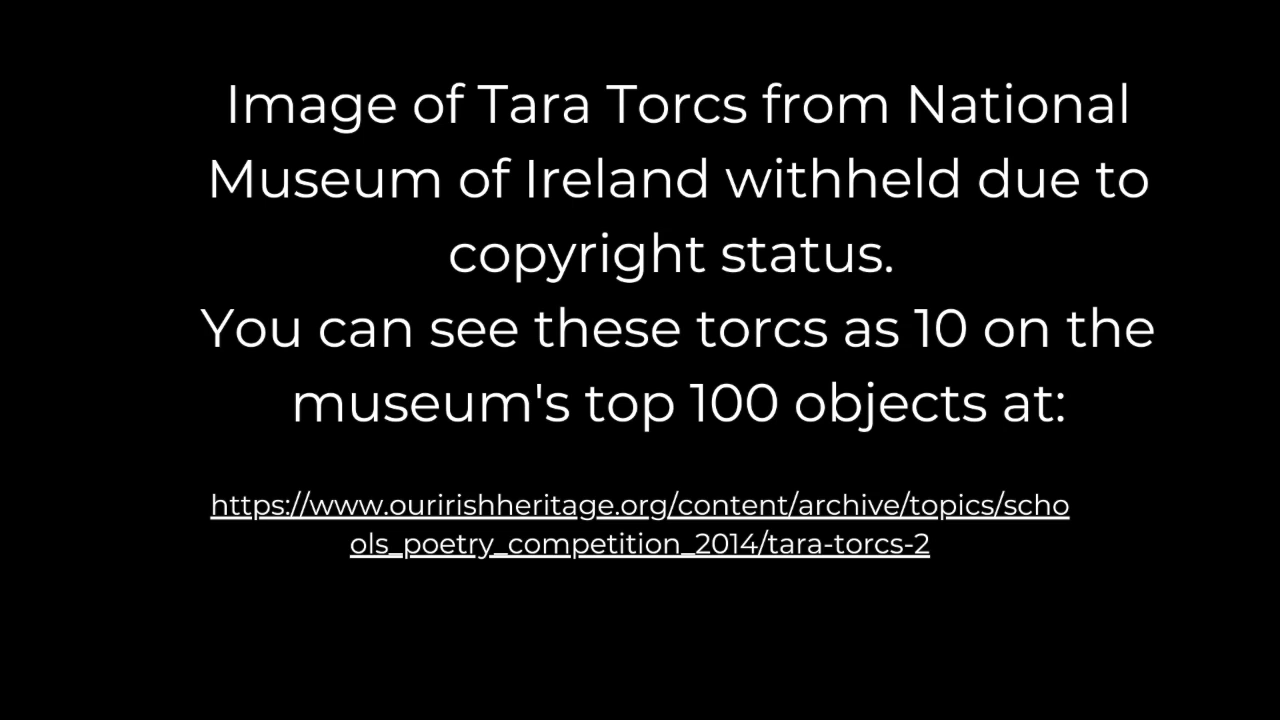 Image of Tara Torcs from National
Museum of Ireland withheld due to
copyright status.
You can see these torcs as 10 on the
museum's top 100 objects at:
https://www.ouririshheritage.org/content/archive/topics/scho
ols_poetry_competition_2014/tara-torcs-2